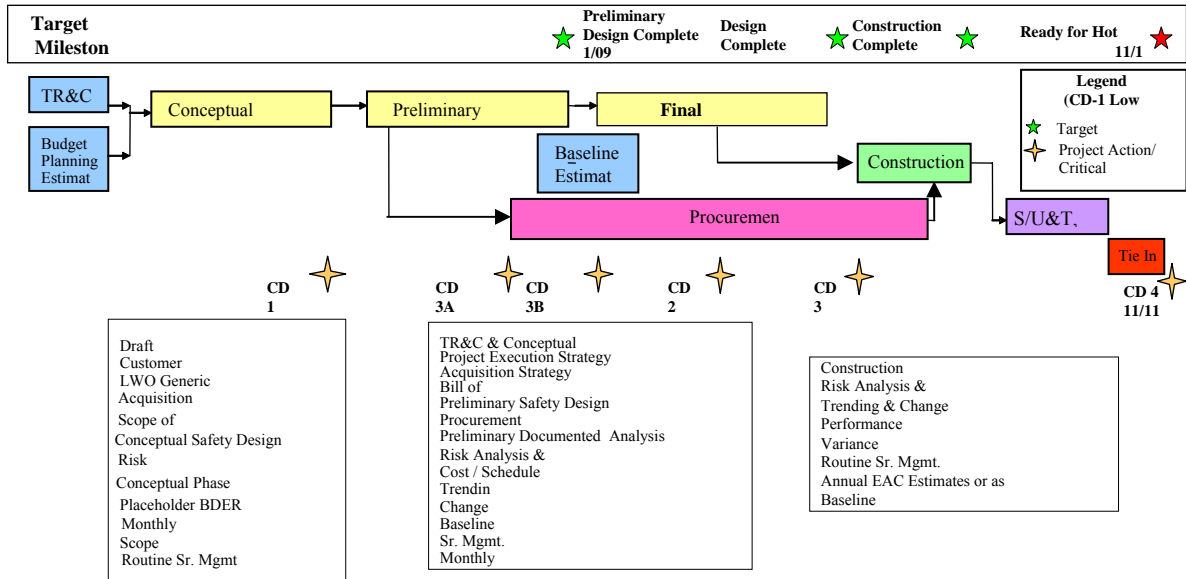 Target
Mileston
Preliminary
Design Complete
1/09
Design
Complete
Construction
Complete
Ready for Hot
11/1
TR&C
Conceptual
Preliminary
Final
Budget
Planning
Estimat
Baseline
Estimat
Construction
Procuremen
S/U&T,
Tie In
Legend
(CD-1 Low
Target
Project Action/
Critical
CD
1
CD
3A
CD
3B
CD
2
CD
3
CD 4
11/11
Draft
Customer
LWO Generic
Acquisition
Scope of
Conceptual Safety Design
Risk
Conceptual Phase
Placeholder BDER
Monthly
Scope
Routine Sr. Mgmt
TR&C & Conceptual
Project Execution Strategy
Acquisition Strategy
Bill of
Preliminary Safety Design
Procurement
Preliminary Documented Analysis
Risk Analysis &
Cost / Schedule
Trendin
Change
Baseline
Sr. Mgmt.
Monthly
Construction
Risk Analysis &
Trending & Change
Performance
Variance
Routine Sr. Mgmt.
Annual EAC Estimates or as
Baseline